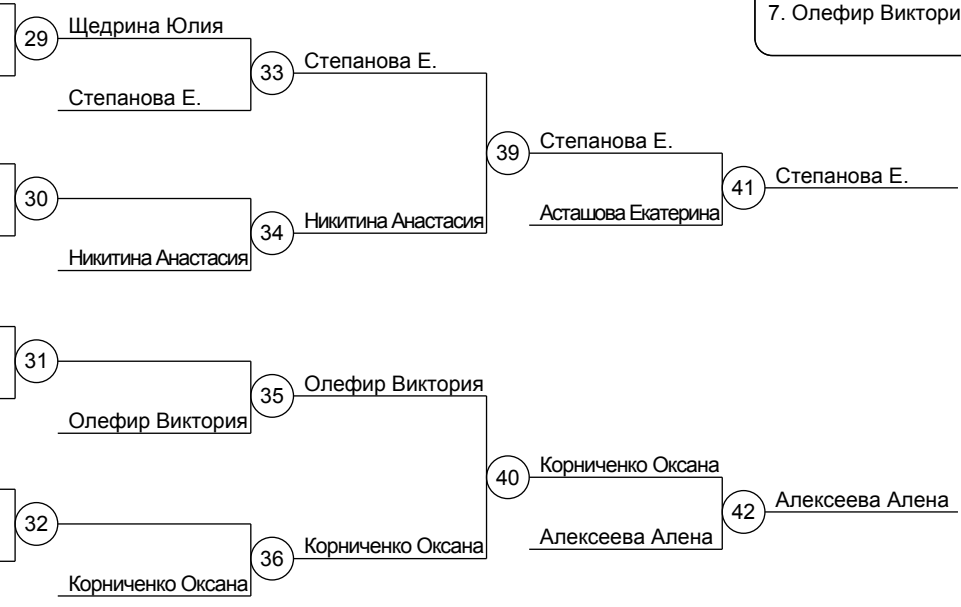 7. Олефир Виктори
29
Щедрина Юлия
Степанова Е.
33
Степанова Е.
30
Никитина Анастасия
34
Никитина Анастасия
39
Степанова Е.
Асташова Екатерина
41
Степанова Е.
31
Олефир Виктория
35
Олефир Виктория
32
Корниченко Оксана
36
Корниченко Оксана
40
Корниченко Оксана
Алексеева Алена
42
Алексеева Алена